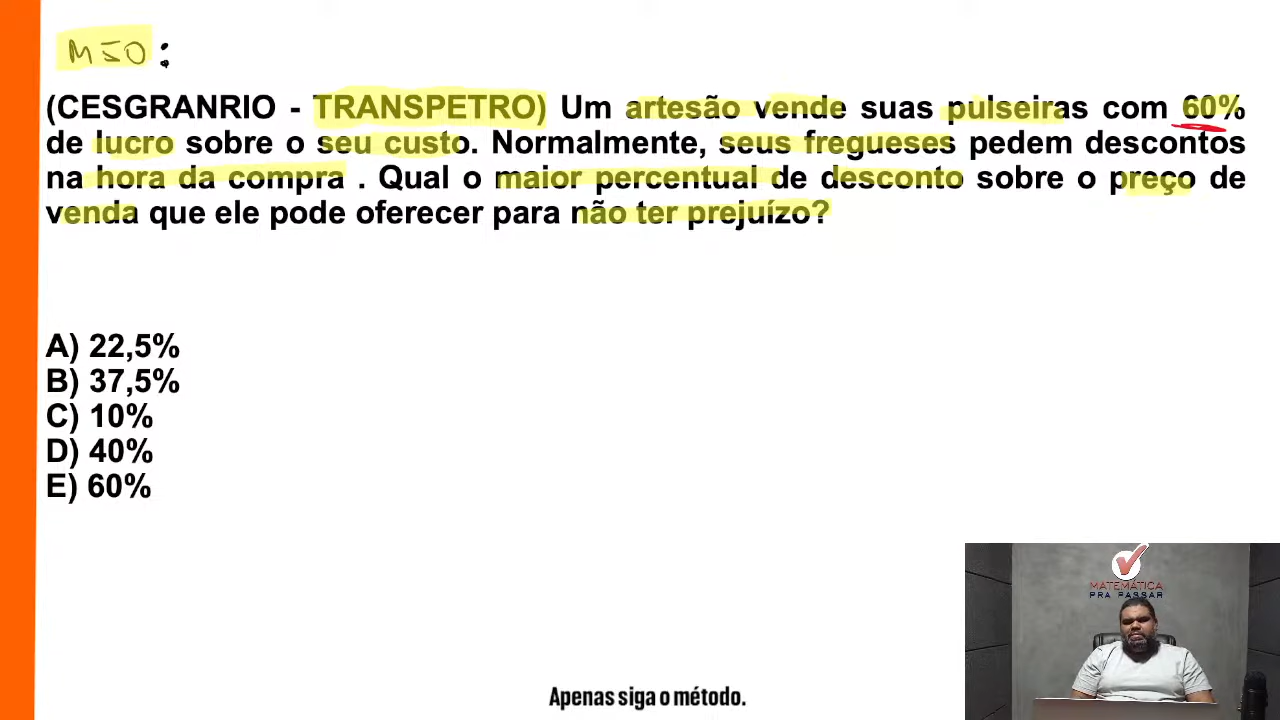 MSO:
(CESGRANRIO - TRANSPETRO) Um artesão vende suas pulseiras com 60%
de lucro sobre o seu custo. Normalmente, seus fregueses pedem descontos
na hora da compra . Qual o maior percentual de desconto sobre o preço de
venda que ele pode oferecer para não ter prejuízo?
A) 22,5%
B) 37,5%
C) 10%
D) 40%
E) 60%
MATEMÁTICA
PRA PASSAR
Apenas siga o método.